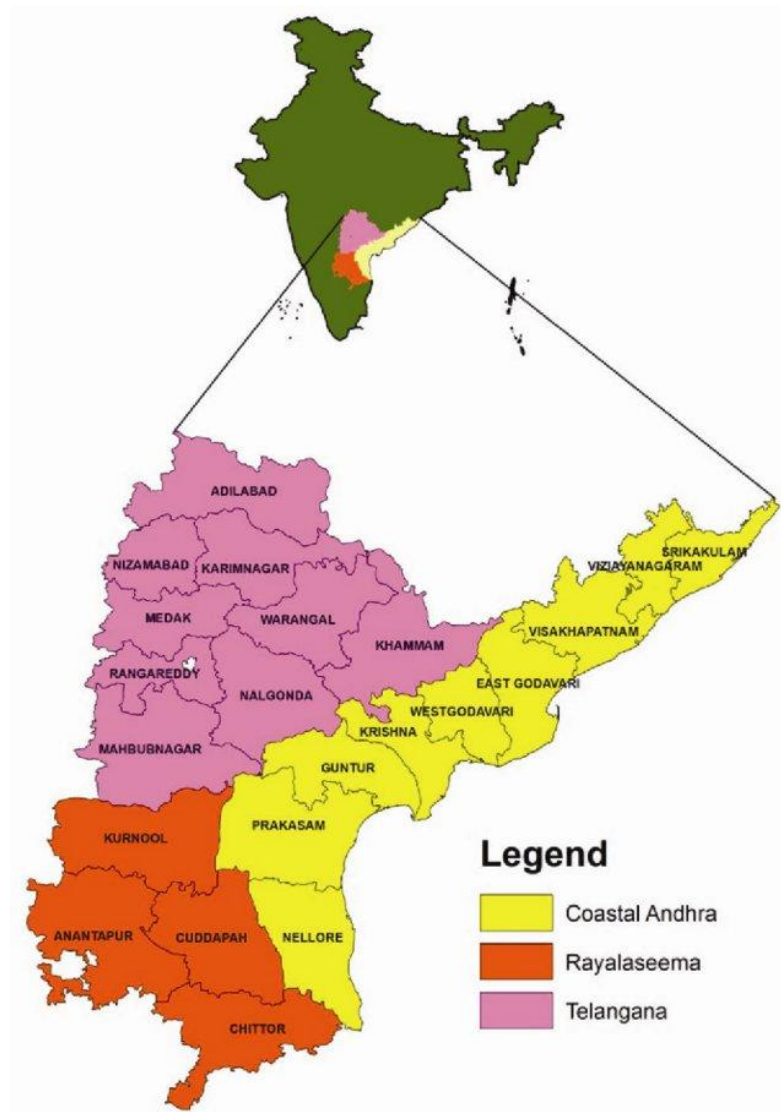 ADILABAD
NIZAMABAD
KARIMNAGAR
MEDAK
WARANGAL
KHAMMAM
RANGAREDDY
NALGONDA
MAHBUBNAGAR
SRIKAKULAM
VIZIAYANAGARAM
VISAKHAPATNAM
EAST GODAVARI
WESTGODAVARI
KRISHNA
GUNTUR
PRAKASAM
KURNOOL
ANANTAPUR
CUDDAPAH
NELLORE
CHITTOR
Legend
Coastal Andhra
Rayalaseema
Telangana